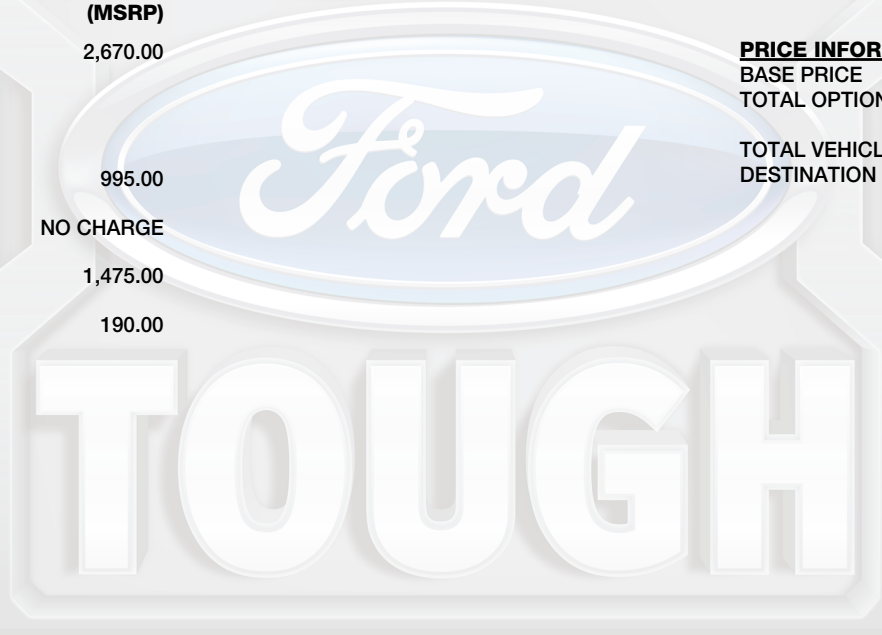 (MSRP)
2,670.00
995.00
NO CHARGE
1,475.00
190.00
PRICE INFOR
BASE PRICE
TOTAL OPTION
TOTAL VEHICL
DESTINATION
Ford
TOUGH